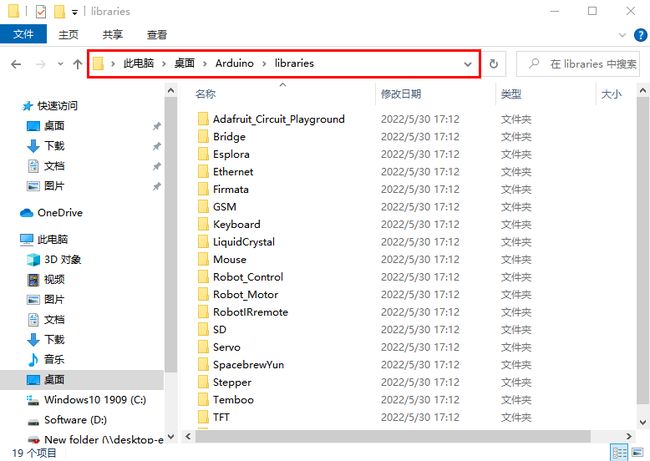 libraries
文件 主页 共享 查看
此电脑 桌面 Arduino libraries 在 libraries 中搜索
名称 修改日期 类型 大小
快速访问
桌面
下载
文档
图片
OneDrive
此电脑
3D 对象
视频
图片
文档
下载
音乐
桌面
Windows10 1909 (C:)
Software (D:)
New folder (\\desktop-e
Adafruit_Circuit_Playground 2022/5/30 17:12 文件夹
Bridge 2022/5/30 17:12 文件夹
Esplora 2022/5/30 17:12 文件夹
Ethernet 2022/5/30 17:12 文件夹
Firmata 2022/5/30 17:12 文件夹
GSM 2022/5/30 17:12 文件夹
Keyboard 2022/5/30 17:12 文件夹
LiquidCrystal 2022/5/30 17:12 文件夹
Mouse 2022/5/30 17:12 文件夹
Robot_Control 2022/5/30 17:12 文件夹
Robot_Motor 2022/5/30 17:12 文件夹
RobotIRremote 2022/5/30 17:12 文件夹
SD 2022/5/30 17:12 文件夹
Servo 2022/5/30 17:12 文件夹
SpacebrewYun 2022/5/30 17:12 文件夹
Stepper 2022/5/30 17:12 文件夹
Temboo 2022/5/30 17:12 文件夹
TFT 2022/5/30 17:12 文件夹
19 个项目